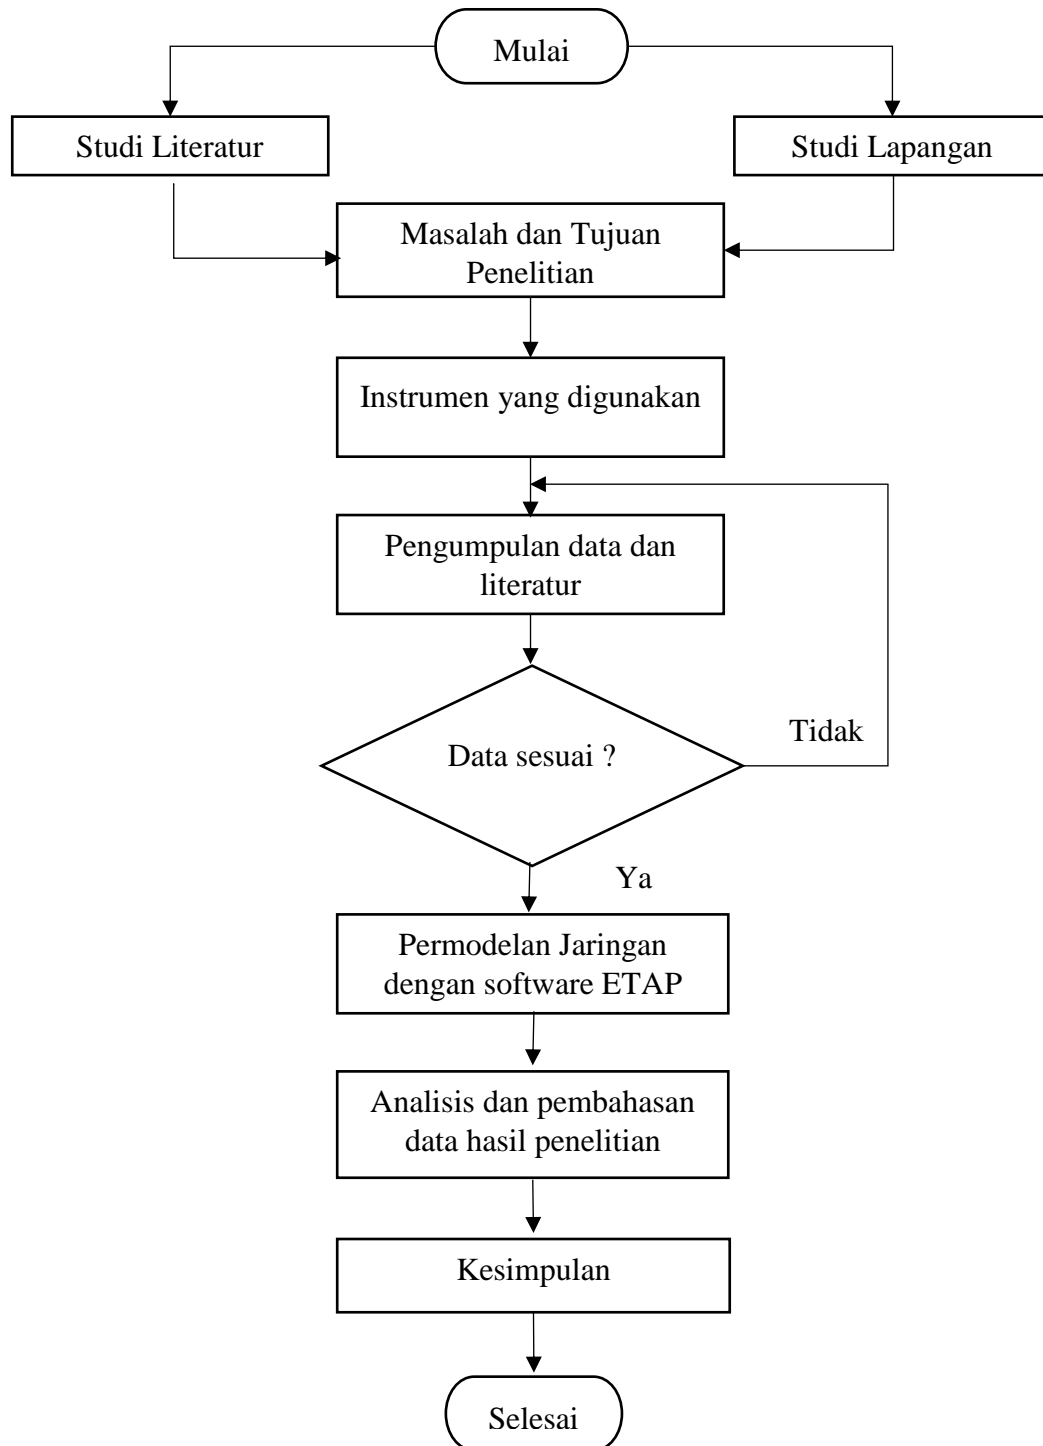 Mulai
Studi Literatur
Studi Lapangan
Masalah dan Tujuan
Penelitian
Instrumen yang digunakan
Pengumpulan data dan
literatur
Data sesuai ?
Tidak
Ya
Permodelan Jaringan
dengan software ETAP
Analisis dan pembahasan
data hasil penelitian
Kesimpulan
Selesai